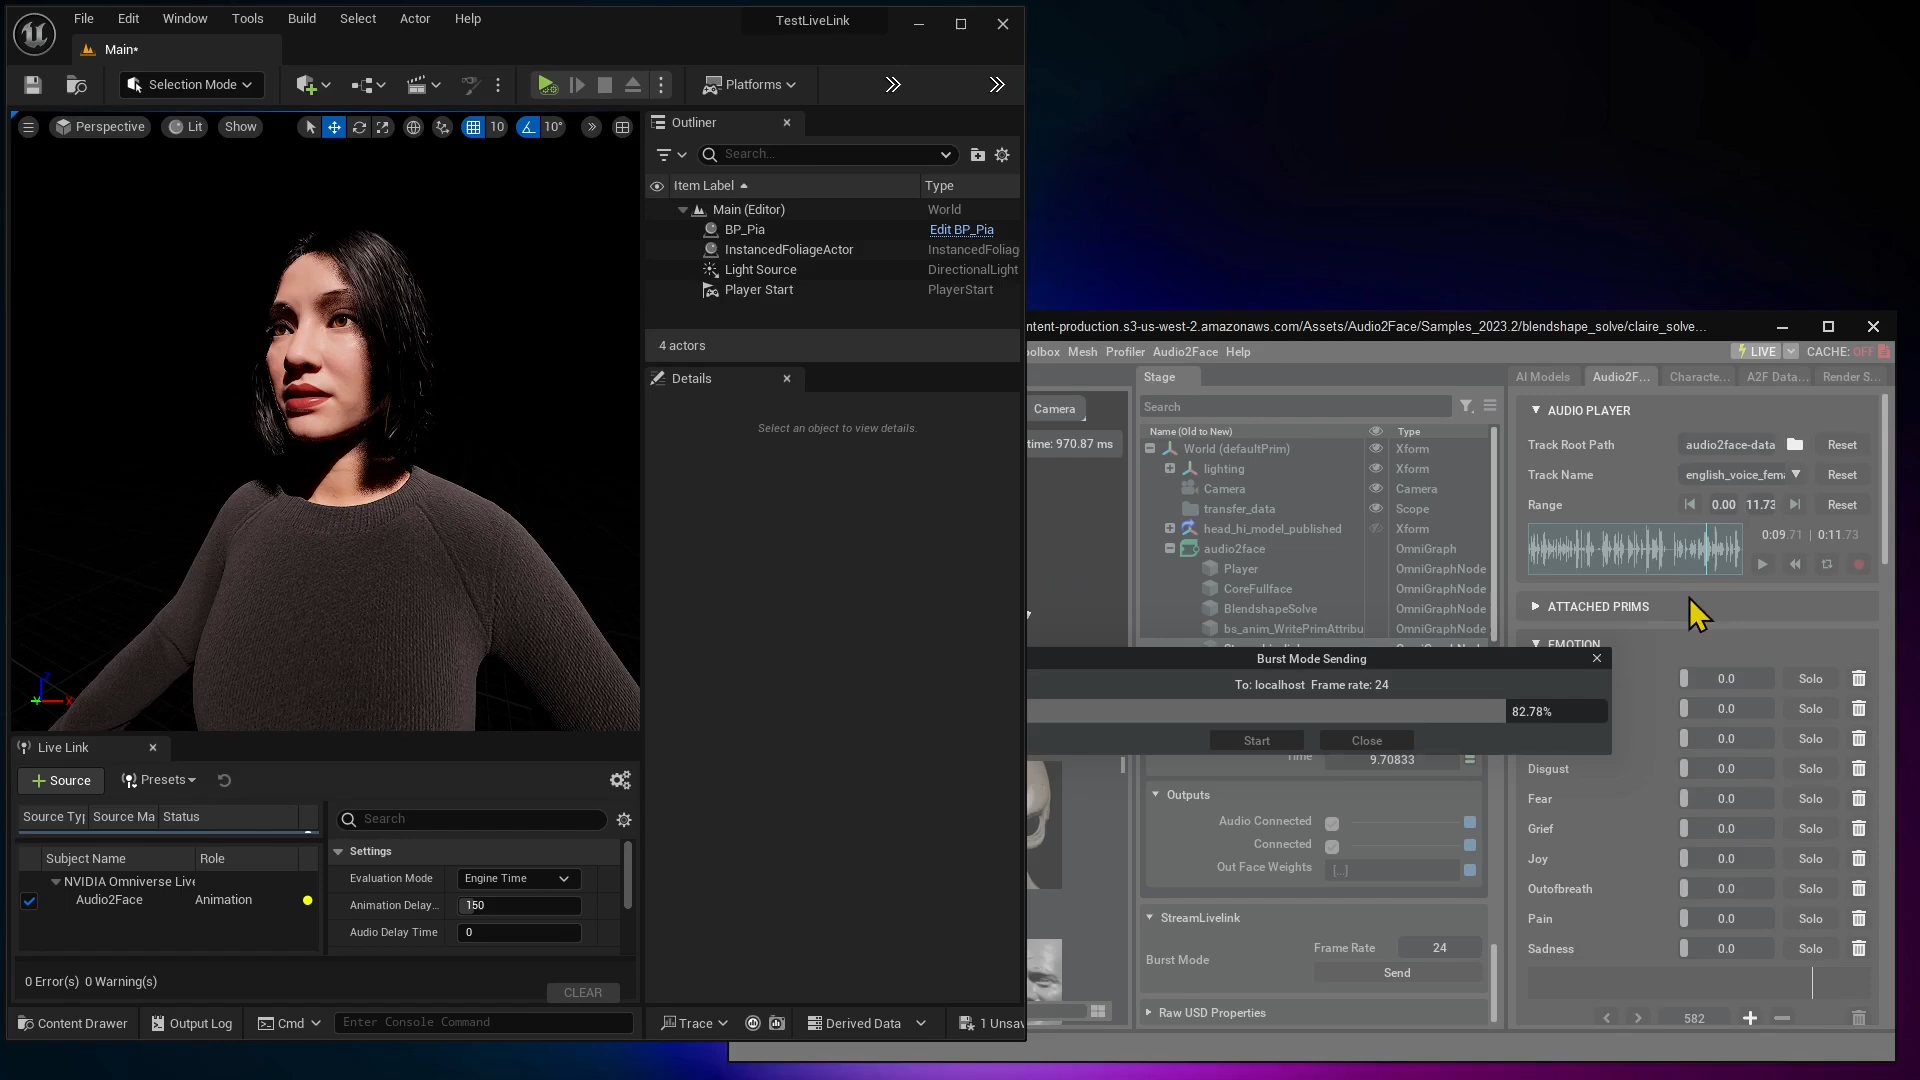 File Edit Window Tools Build Select Actor Help
TestLiveLink
Main*
Selection Mode
Platforms
Perspective
Lit
Show
10
10°
Outliner
Search...
Item Label
Type
Main (Editor)
World
BP_Pia
Edit BP_Pia
InstancedFoliageActor
InstancedFoliag
Light Source
DirectionalLight
Player Start
PlayerStart
4 actors
Details
Select an object to view details.
Live Link
Source
Presets
Source Typ
Source Ma
Status
Subject Name
Role
NVIDIA Omniverse Live
Audio2Face
Animation
Search
Settings
Evaluation Mode
Engine Time
Animation Delay...
150
Audio Delay Time
0
0 Error(s) 0 Warning(s)
CLEAR
Content Drawer
Output Log
Cmd
Enter Console Command
Trace
Derived Data
1 Unsav
ntent-production.s3-us-west-2.amazonaws.com/Assets/Audio2Face/Samples_2023.2/blendshape_solve/claire_solve...
oolbox Mesh Profiler Audio2Face Help
LIVE
CACHE: OFF
Camera
time: 970.87 ms
Stage
Search
Name (Old to New)
Type
World (defaultPrim)
Xform
lighting
Xform
Camera
Camera
transfer_data
Scope
head_hi_model_published
Xform
audio2face
OmniGraph
Player
OmniGraphNode
CoreFullface
OmniGraphNode
BlendshapeSolve
OmniGraphNode
bs_anim_WritePrimAttribu
OmniGraphNode
AI Models
Audio2F...
Characte...
A2F Data...
Render S...
AUDIO PLAYER
Track Root Path
audio2face-data
Reset
Track Name
english_voice_fema
Reset
Range
0.00
11.73
Reset
0:09.71 | 0:11.73
ATTACHED PRIMS
EMOTION
0.0
Solo
0.0
Solo
0.0
Solo
Disgust
0.0
Solo
Fear
0.0
Solo
Grief
0.0
Solo
Joy
0.0
Solo
Outofbreath
0.0
Solo
Pain
0.0
Solo
Sadness
0.0
Solo
582
Burst Mode Sending
To: localhost Frame rate: 24
82.78%
Start
Close
Time
9.70833
Outputs
Audio Connected
Connected
Out Face Weights
[...]
StreamLivelink
Frame Rate
24
Burst Mode
Send
Raw USD Properties